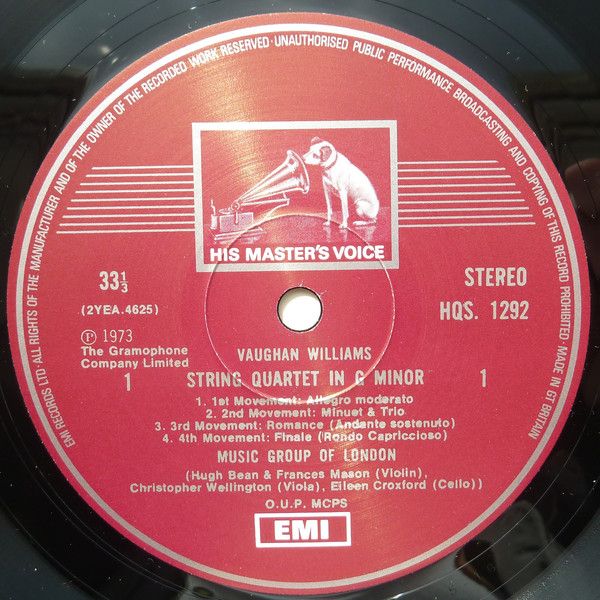 EMI RECORDS LTD·ALL RIGHTS OF THE MANUFACTURER AND OF THE OWNER OF THE RECORDED WORK RESERVED·UNAUTHORISED PUBLIC PERFORMANCE BROADCASTING AND COPYING OF THIS RECORD PROHIBITED·MADE IN GT BRITAIN
HIS MASTER'S VOICE
33⅓
STEREO
(2YEA.4625)
HQS. 1292
℗ 1973
The Gramophone
Company Limited
VAUGHAN WILLIAMS
1 STRING QUARTET IN G MINOR 1
1. 1st Movement: Allegro moderato
2. 2nd Movement: Minuet & Trio
3. 3rd Movement: Romance (Andante sostenuto)
4. 4th Movement: Finale (Rondo Capriccioso)
MUSIC GROUP OF LONDON
(Hugh Bean & Frances Mason (Violin),
Christopher Wellington (Viola), Eileen Croxford (Cello))
O.U.P. MCPS
EMI